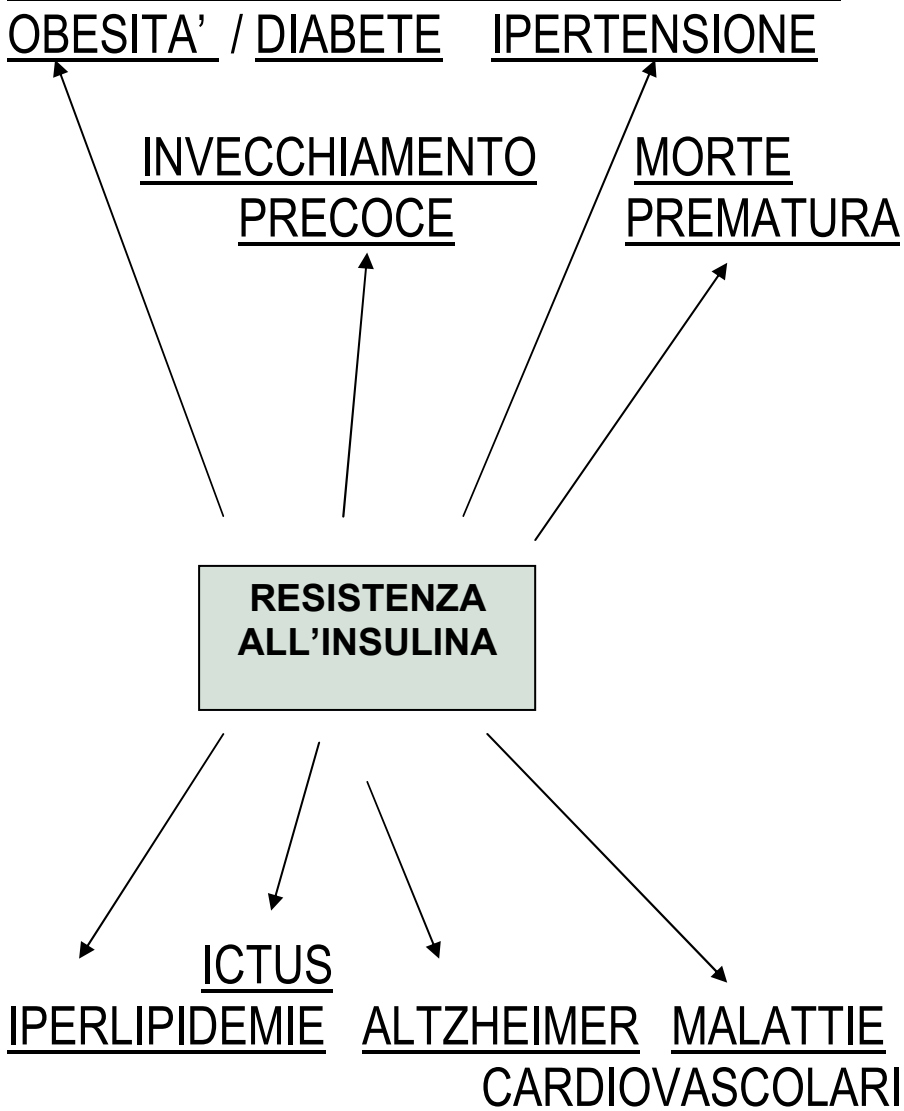 OBESITA’ / DIABETE IPERTENSIONE
INVECCHIAMENTO MORTE
PRECOCE PREMATURA
RESISTENZA
ALL’INSULINA
ICTUS
IPERLIPIDEMIE ALTZHEIMER MALATTIE
CARDIOVASCOLARI